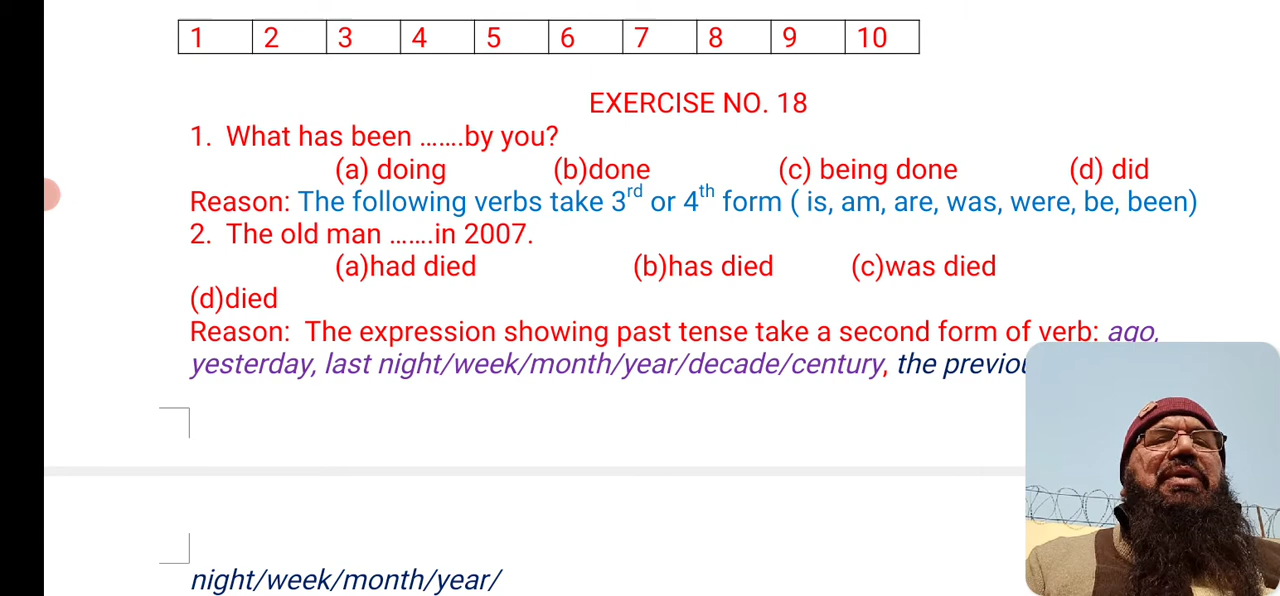 1 2 3 4 5 6 7 8 9 10
EXERCISE NO. 18
1. What has been .......by you?
(a) doing (b)done (c) being done (d) did
Reason: The following verbs take 3rd or 4th form ( is, am, are, was, were, be, been)
2. The old man .......in 2007.
(a)had died (b)has died (c)was died
(d)died
Reason: The expression showing past tense take a second form of verb: ago,
yesterday, last night/week/month/year/decade/century, the
night/week/month/year/